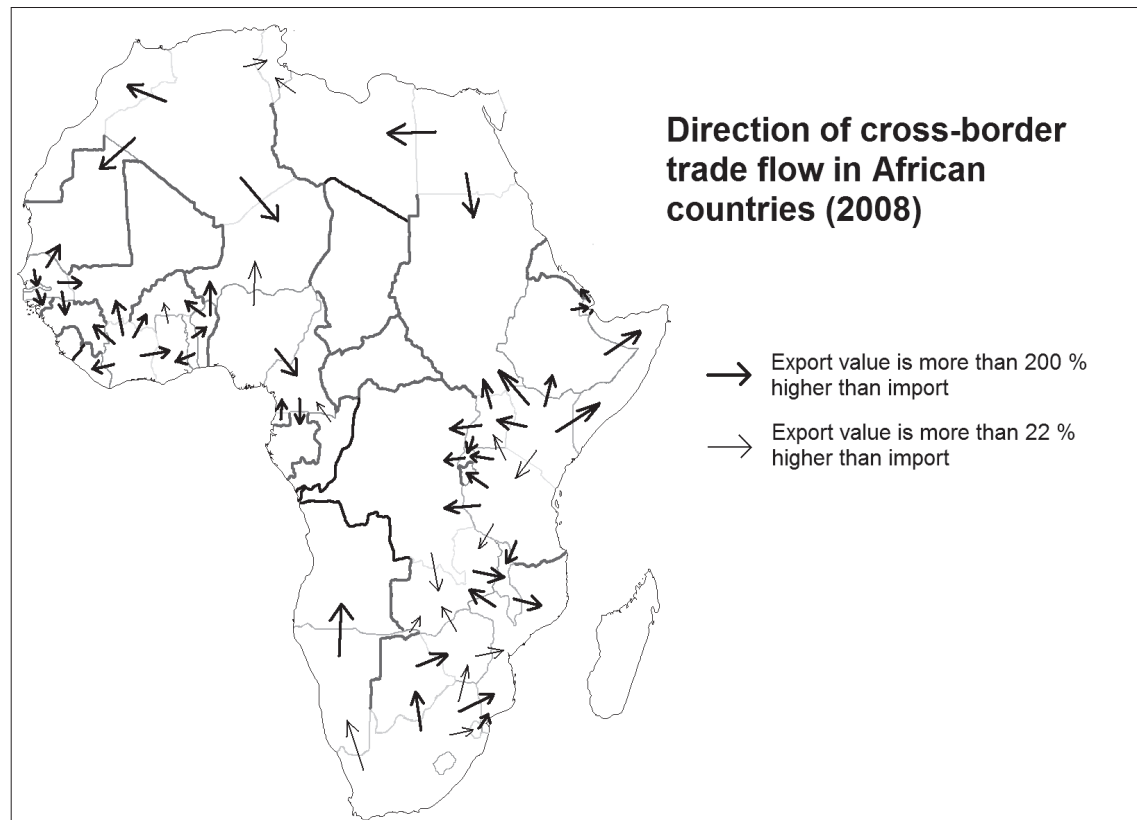 Direction of cross-border
trade flow in African
countries (2008)
Export value is more than 200 %
higher than import
Export value is more than 22 %
higher than import